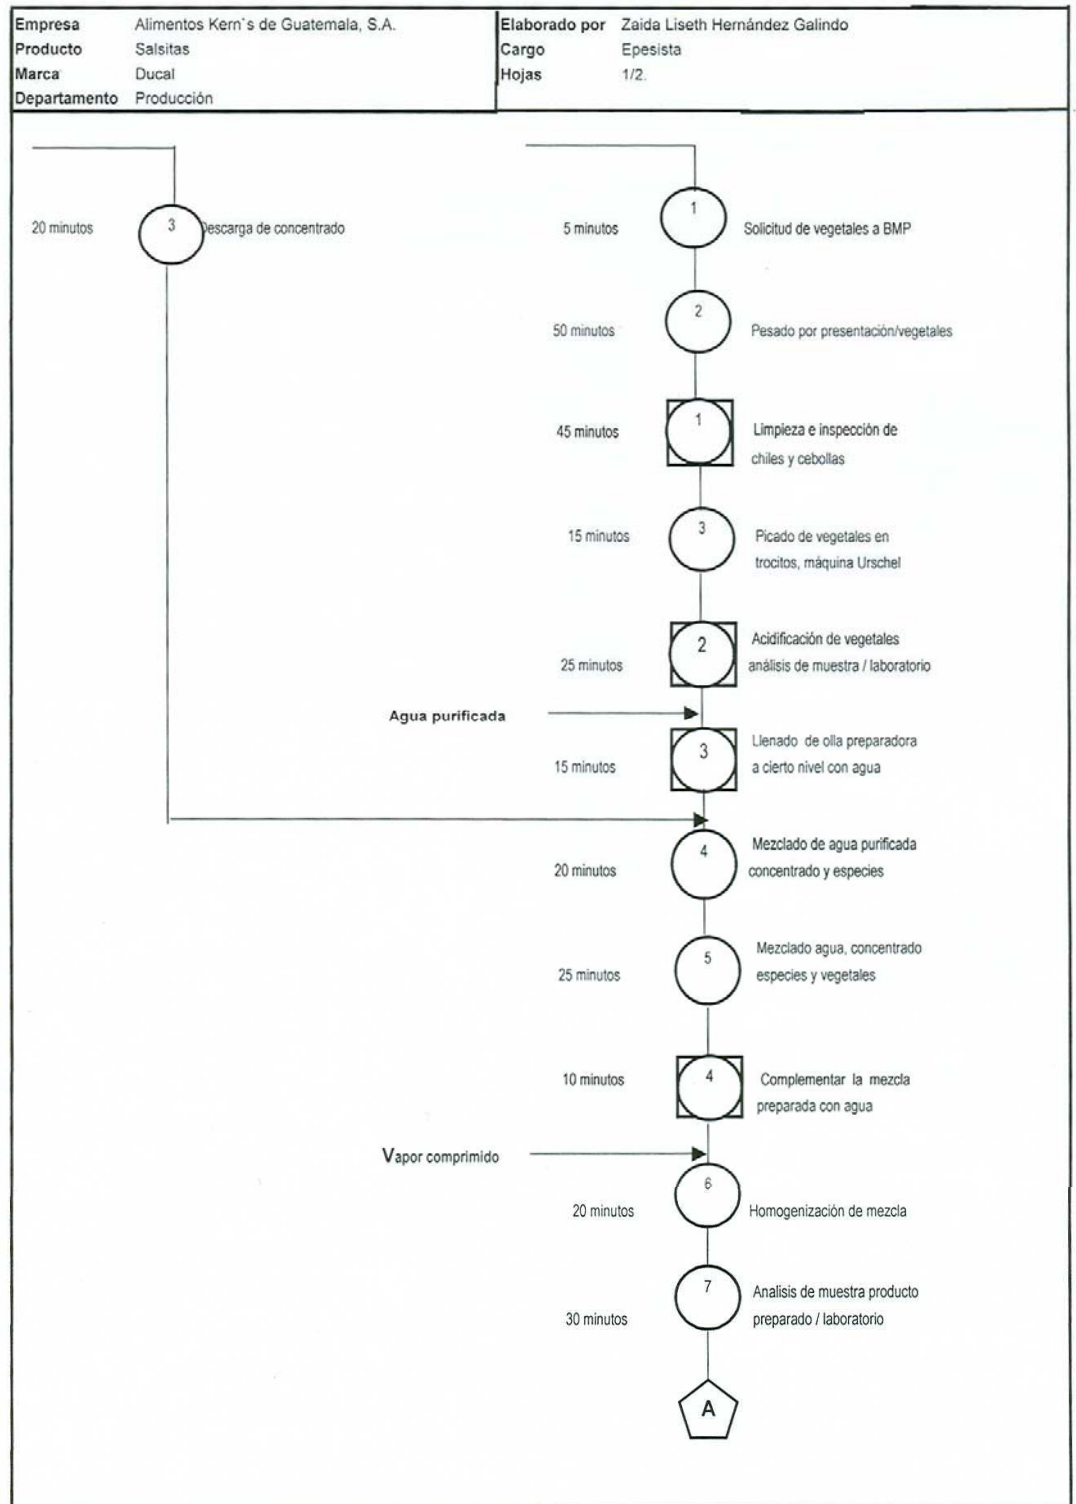 Empresa Alimentos Kern`s de Guatemala, S.A. Elaborado por Zaida Liseth Hernández Galindo
Producto Salsitas Cargo Epesista
Marca Ducal Hojas 1/2.
Departamento Producción
20 minutos 3 Descarga de concentrado
5 minutos 1 Solicitud de vegetales a BMP
50 minutos 2 Pesado por presentación/vegetales
45 minutos 1 Limpieza e inspección de
chiles y cebollas
15 minutos 3 Picado de vegetales en
trocitos, máquina Urschel
25 minutos 2 Acidificación de vegetales
análisis de muestra / laboratorio
Agua purificada
15 minutos 3 Llenado de olla preparadora
a cierto nivel con agua
20 minutos 4 Mezclado de agua purificada
concentrado y especies
25 minutos 5 Mezclado agua, concentrado
especies y vegetales
10 minutos 4 Complementar la mezcla
preparada con agua
Vapor comprimido
20 minutos 6 Homogenización de mezcla
30 minutos 7 Analisis de muestra producto
preparado / laboratorio
A